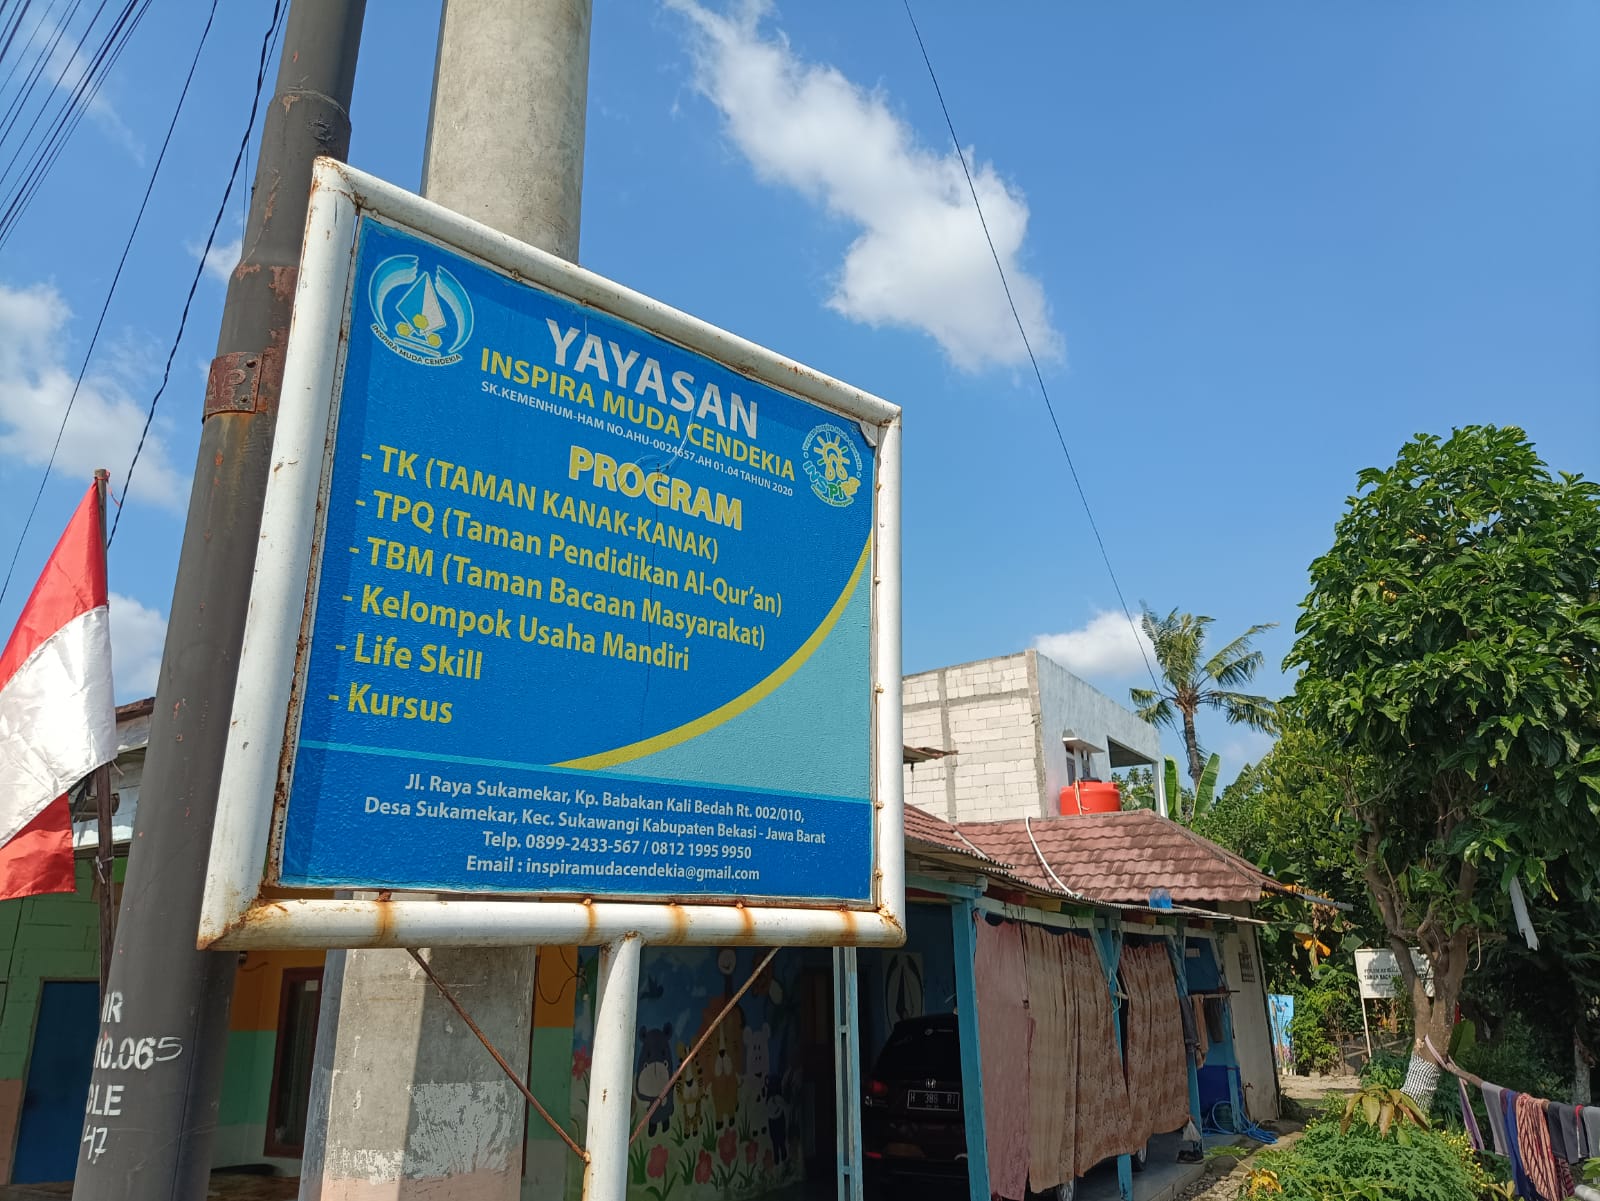 INSPIRA MUDA CENDEKIA
YAYASAN
INSPIRA MUDA CENDEKIA
SK.KEMENHUM-HAM NO.AHU-0024657.AH 01.04 TAHUN 2020
PROGRAM
- TK (TAMAN KANAK-KANAK)
- TPQ (Taman Pendidikan Al-Qur'an)
- TBM (Taman Bacaan Masyarakat)
- Kelompok Usaha Mandiri
- Life Skill
- Kursus
Jl. Raya Sukamekar, Kp. Babakan Kali Bedah Rt. 002/010,
Desa Sukamekar, Kec. Sukawangi Kabupaten Bekasi - Jawa Barat
Telp. 0899-2433-567 / 0812 1995 9950
Email : inspiramudacendekia@gmail.com
47